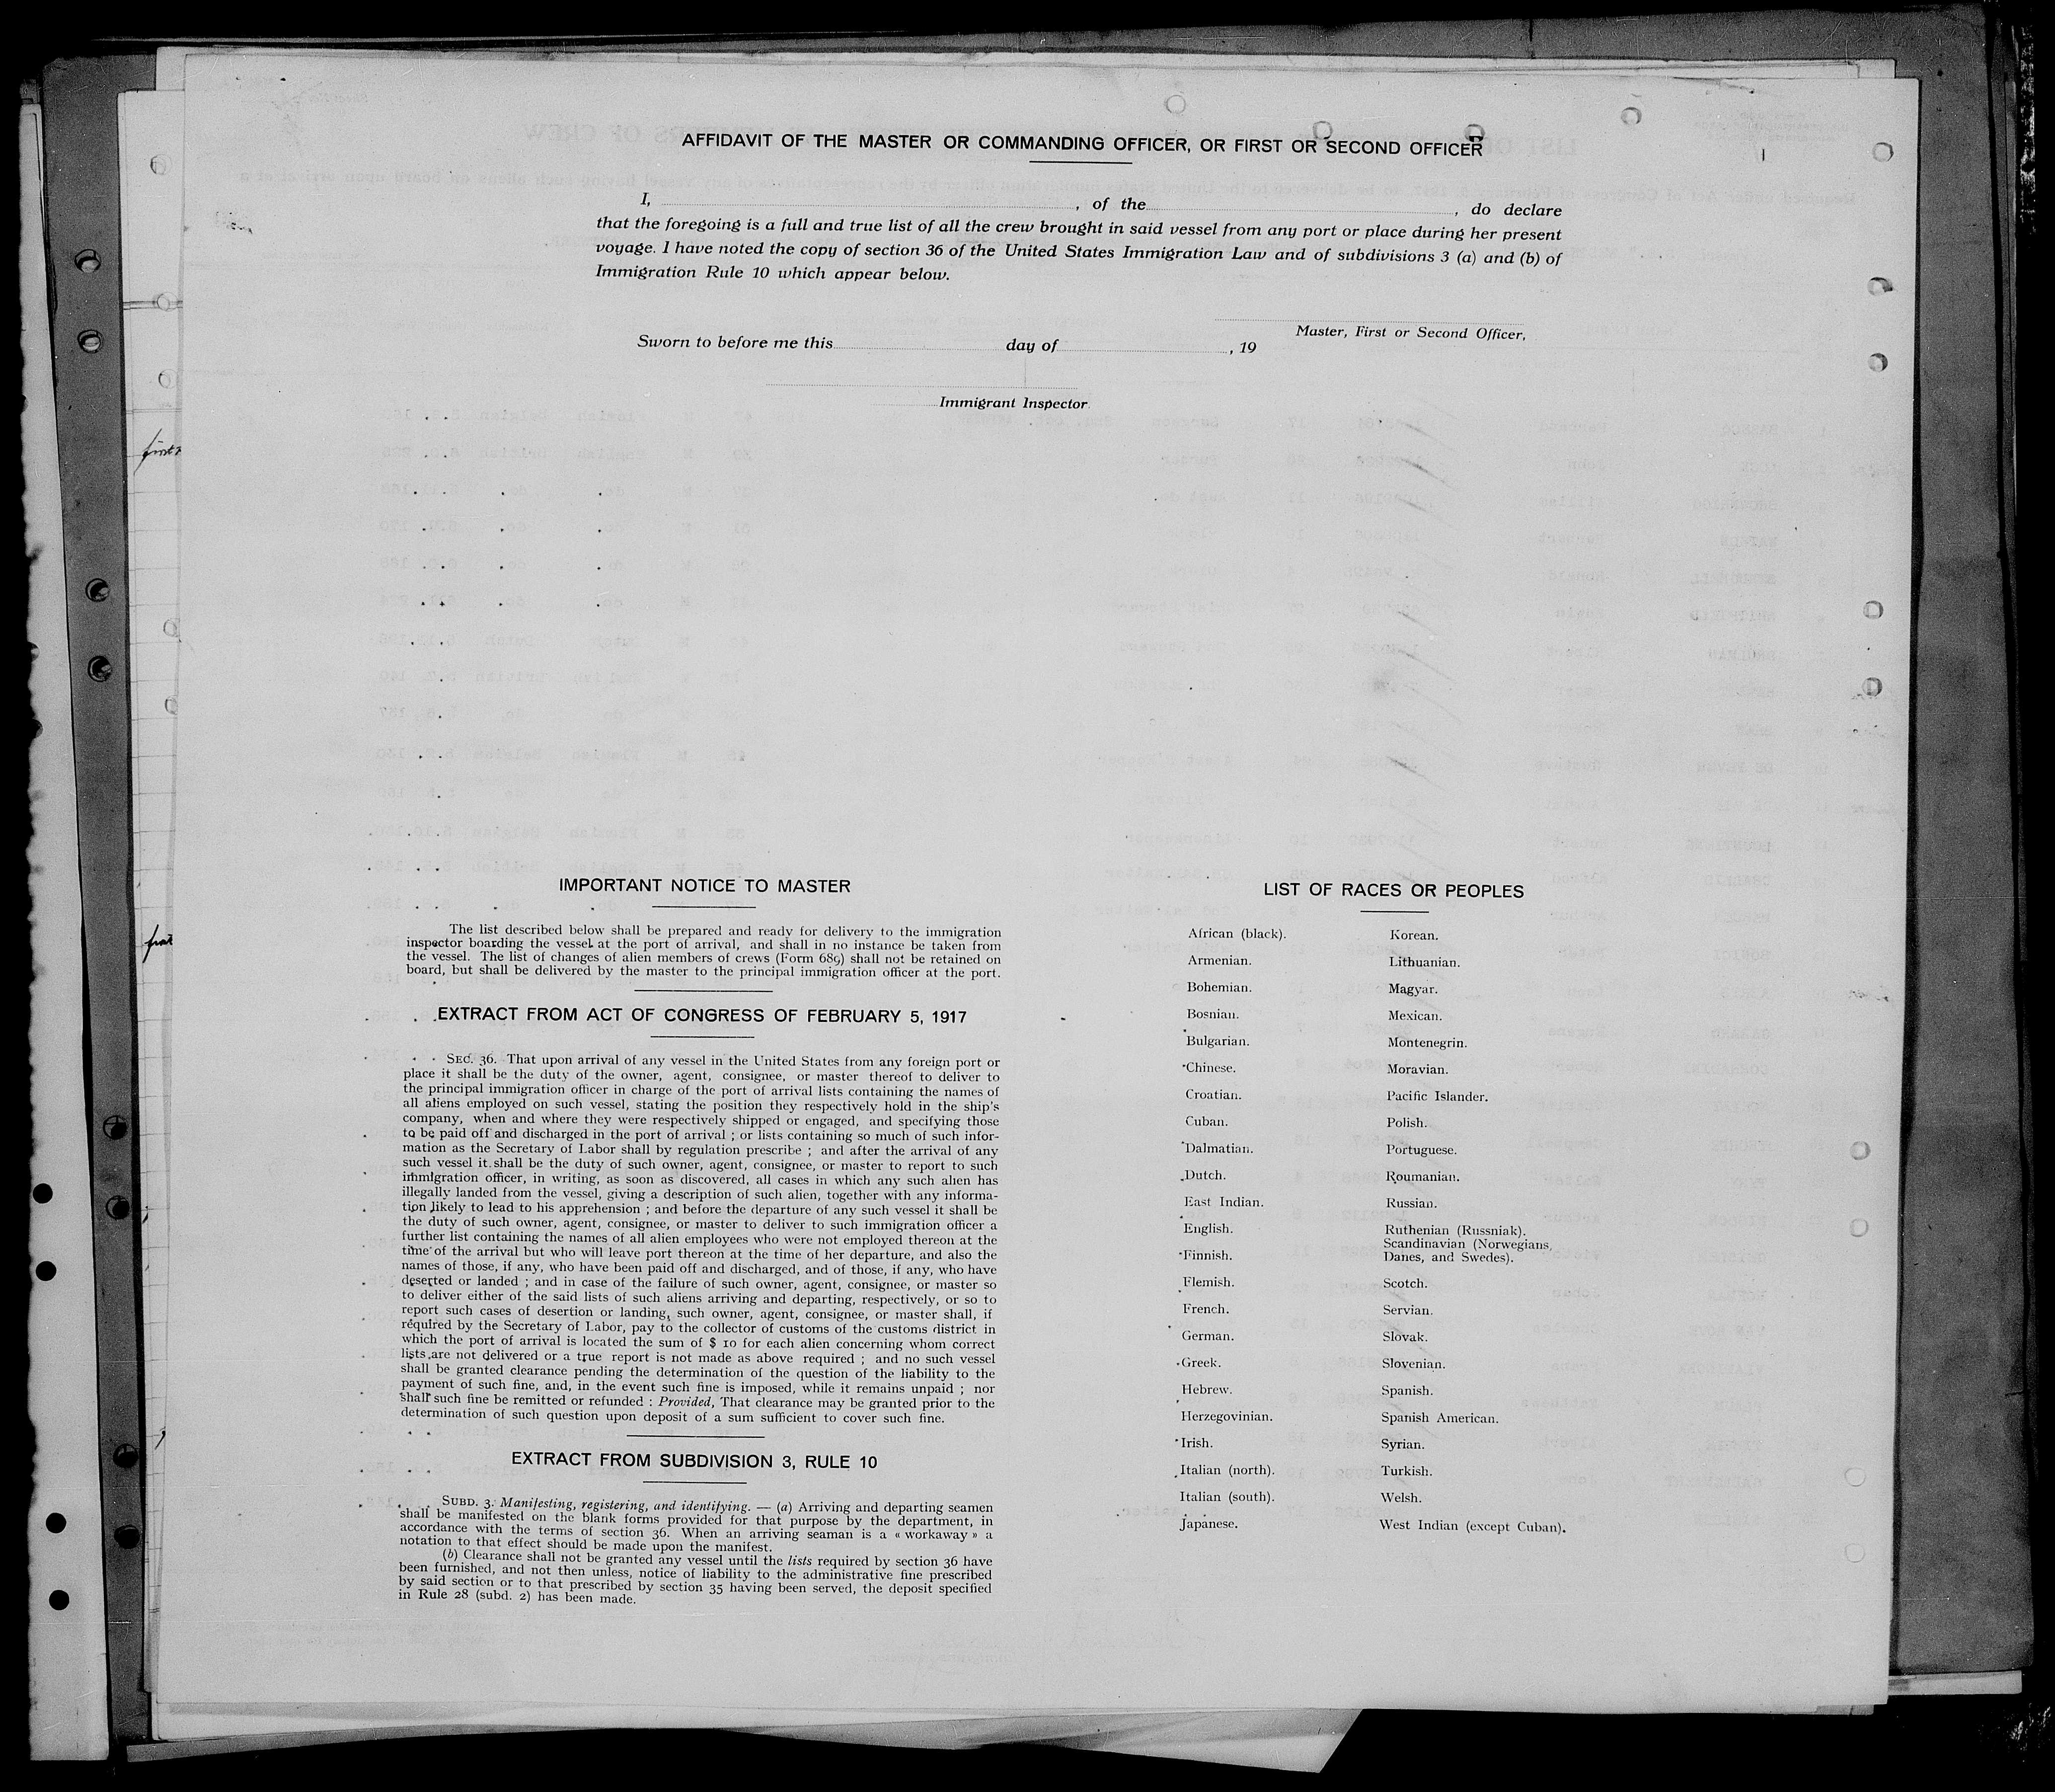 AFFIDAVIT OF THE MASTER OR COMMANDING OFFICER, OR FIRST OR SECOND OFFICER
I, , of the , do declare
that the foregoing is a full and true list of all the crew brought in said vessel from any port or place during her present
voyage. I have noted the copy of section 36 of the United States Immigration Law and of subdivisions 3 (a) and (b) of
Immigration Rule 10 which appear below.
Master, First or Second Officer,
Sworn to before me this day of , 19
Immigrant Inspector
IMPORTANT NOTICE TO MASTER
The list described below shall be prepared and ready for delivery to the immigration
inspector boarding the vessel at the port of arrival, and shall in no instance be taken from
the vessel. The list of changes of alien members of crews (Form 689) shall not be retained on
board, but shall be delivered by the master to the principal immigration officer at the port.
EXTRACT FROM ACT OF CONGRESS OF FEBRUARY 5, 1917
SEC. 36. That upon arrival of any vessel in the United States from any foreign port or
place it shall be the duty of the owner, agent, consignee, or master thereof to deliver to
the principal immigration officer in charge of the port of arrival lists containing the names of
all aliens employed on such vessel, stating the position they respectively hold in the ship's
company, when and where they were respectively shipped or engaged, and specifying those
to be paid off and discharged in the port of arrival ; or lists containing so much of such infor-
mation as the Secretary of Labor shall by regulation prescribe ; and after the arrival of any
such vessel it shall be the duty of such owner, agent, consignee, or master to report to such
immigration officer, in writing, as soon as discovered, all cases in which any such alien has
illegally landed from the vessel, giving a description of such alien, together with any informa-
tion likely to lead to his apprehension ; and before the departure of any such vessel it shall be
the duty of such owner, agent, consignee, or master to deliver to such immigration officer a
further list containing the names of all alien employees who were not employed thereon at the
time of the arrival but who will leave port thereon at the time of her departure, and also the
names of those, if any, who have been paid off and discharged, and of those, if any, who have
deserted or landed ; and in case of the failure of such owner, agent, consignee, or master so
to deliver either of the said lists of such aliens arriving and departing, respectively, or so to
report such cases of desertion or landing, such owner, agent, consignee, or master shall, if
required by the Secretary of Labor, pay to the collector of customs of the customs district in
which the port of arrival is located the sum of $ 10 for each alien concerning whom correct
lists are not delivered or a true report is not made as above required ; and no such vessel
shall be granted clearance pending the determination of the question of the liability to the
payment of such fine, and, in the event such fine is imposed, while it remains unpaid ; nor
shall such fine be remitted or refunded : Provided, That clearance may be granted prior to the
determination of such question upon deposit of a sum sufficient to cover such fine.
EXTRACT FROM SUBDIVISION 3, RULE 10
SUBD. 3. Manifesting, registering, and identifying. — (a) Arriving and departing seamen
shall be manifested on the blank forms provided for that purpose by the department, in
accordance with the terms of section 36. When an arriving seaman is a « workaway » a
notation to that effect should be made upon the manifest.
(b) Clearance shall not be granted any vessel until the lists required by section 36 have
been furnished, and not then unless, notice of liability to the administrative fine prescribed
by said section or to that prescribed by section 35 having been served, the deposit specified
in Rule 28 (subd. 2) has been made.
LIST OF RACES OR PEOPLES
African (black).
Armenian.
Bohemian.
Bosnian.
Bulgarian.
Chinese.
Croatian.
Cuban.
Dalmatian.
Dutch.
East Indian.
English.
Finnish.
Flemish.
French.
German.
Greek.
Hebrew.
Herzegovinian.
Irish.
Italian (north).
Italian (south).
Japanese.
Korean.
Lithuanian.
Magyar.
Mexican.
Montenegrin.
Moravian.
Pacific Islander.
Polish.
Portuguese.
Roumanian.
Russian.
Ruthenian (Russniak).
Scandinavian (Norwegians,
Danes, and Swedes).
Scotch.
Servian.
Slovak.
Slovenian.
Spanish.
Spanish American.
Syrian.
Turkish.
Welsh.
West Indian (except Cuban).